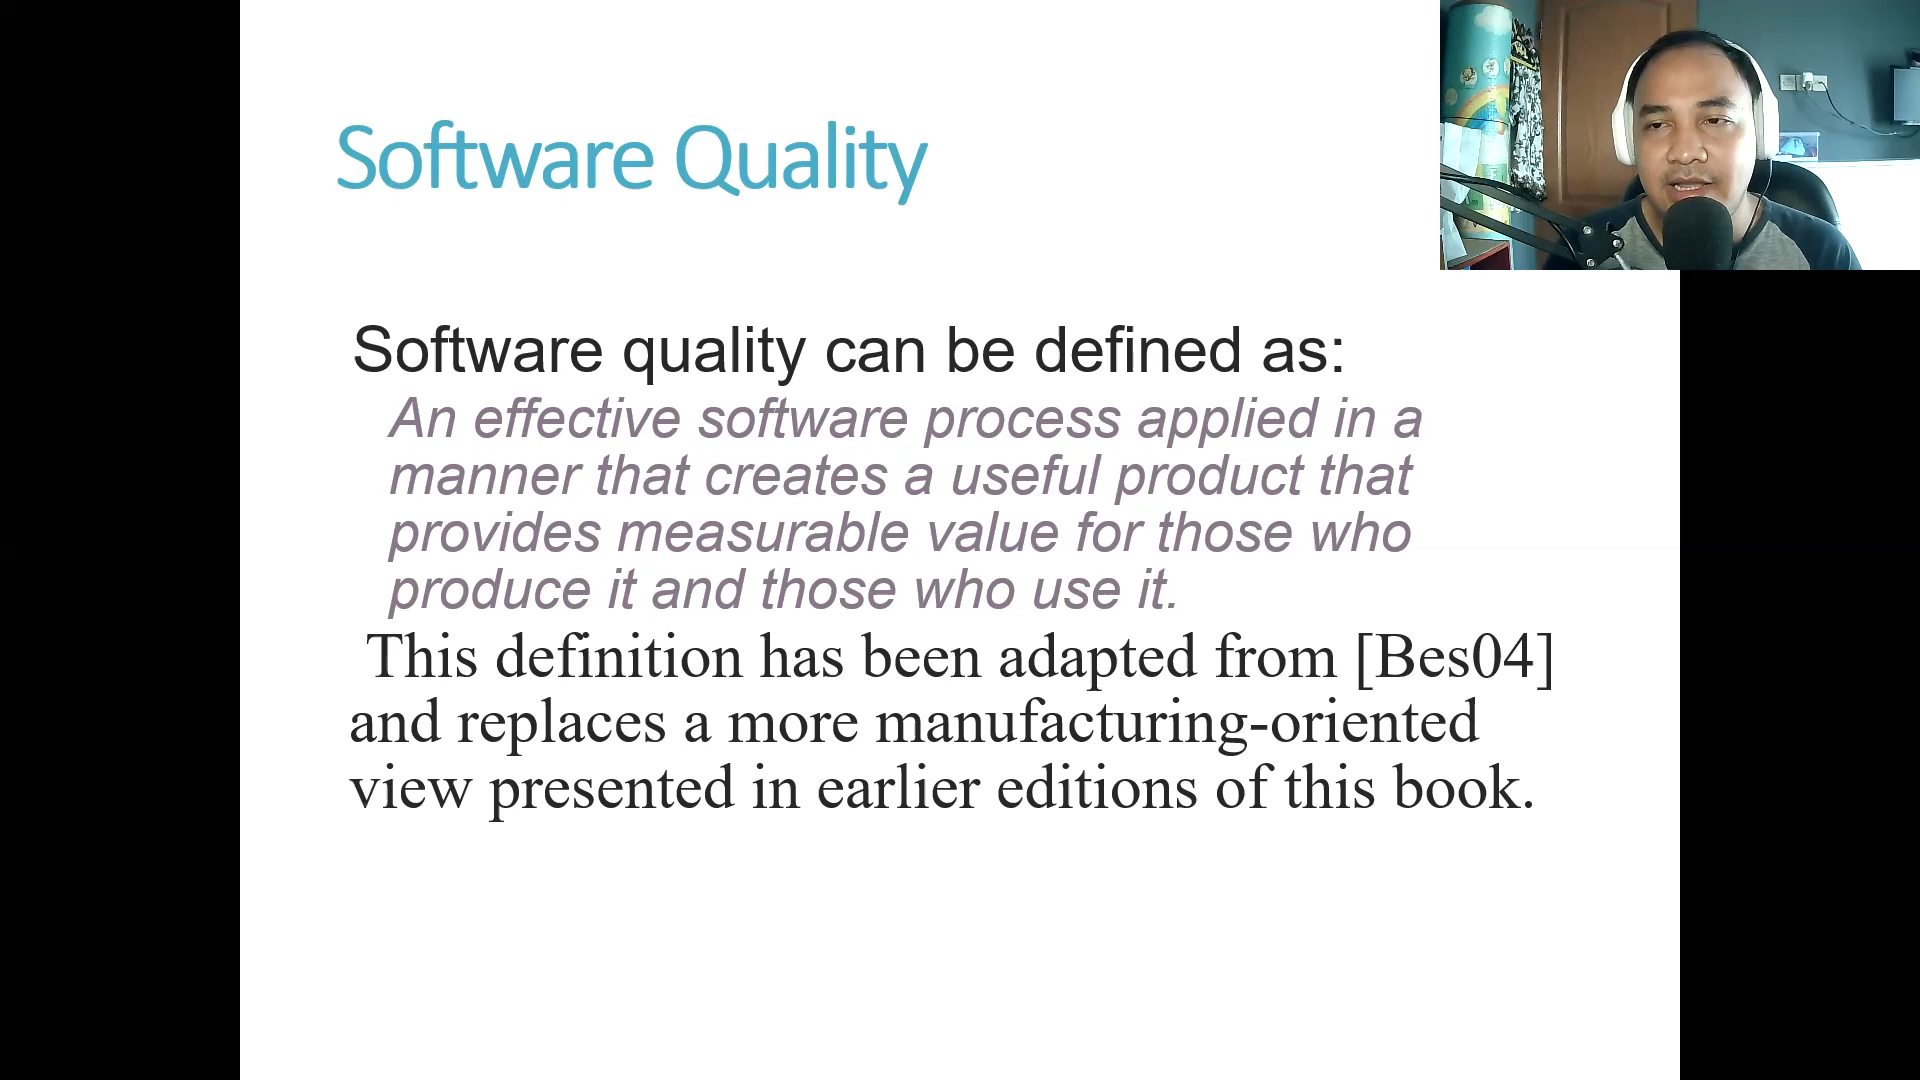 Software Quality
Software quality can be defined as:
An effective software process applied in a
manner that creates a useful product that
provides measurable value for those who
produce it and those who use it.
This definition has been adapted from [Bes04]
and replaces a more manufacturing-oriented
view presented in earlier editions of this book.